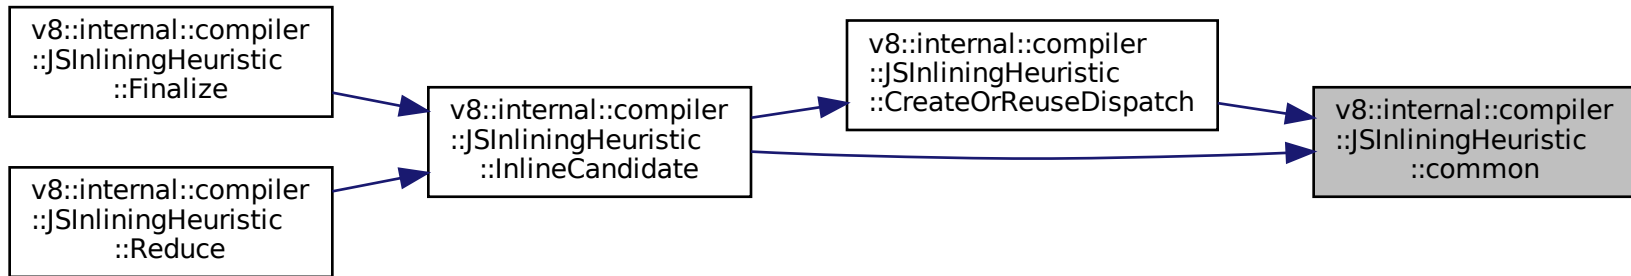 v8::internal::compiler
::JSInliningHeuristic
::Finalize
v8::internal::compiler
::JSInliningHeuristic
::Reduce
v8::internal::compiler
::JSInliningHeuristic
::InlineCandidate
v8::internal::compiler
::JSInliningHeuristic
::CreateOrReuseDispatch
v8::internal::compiler
::JSInliningHeuristic
::common